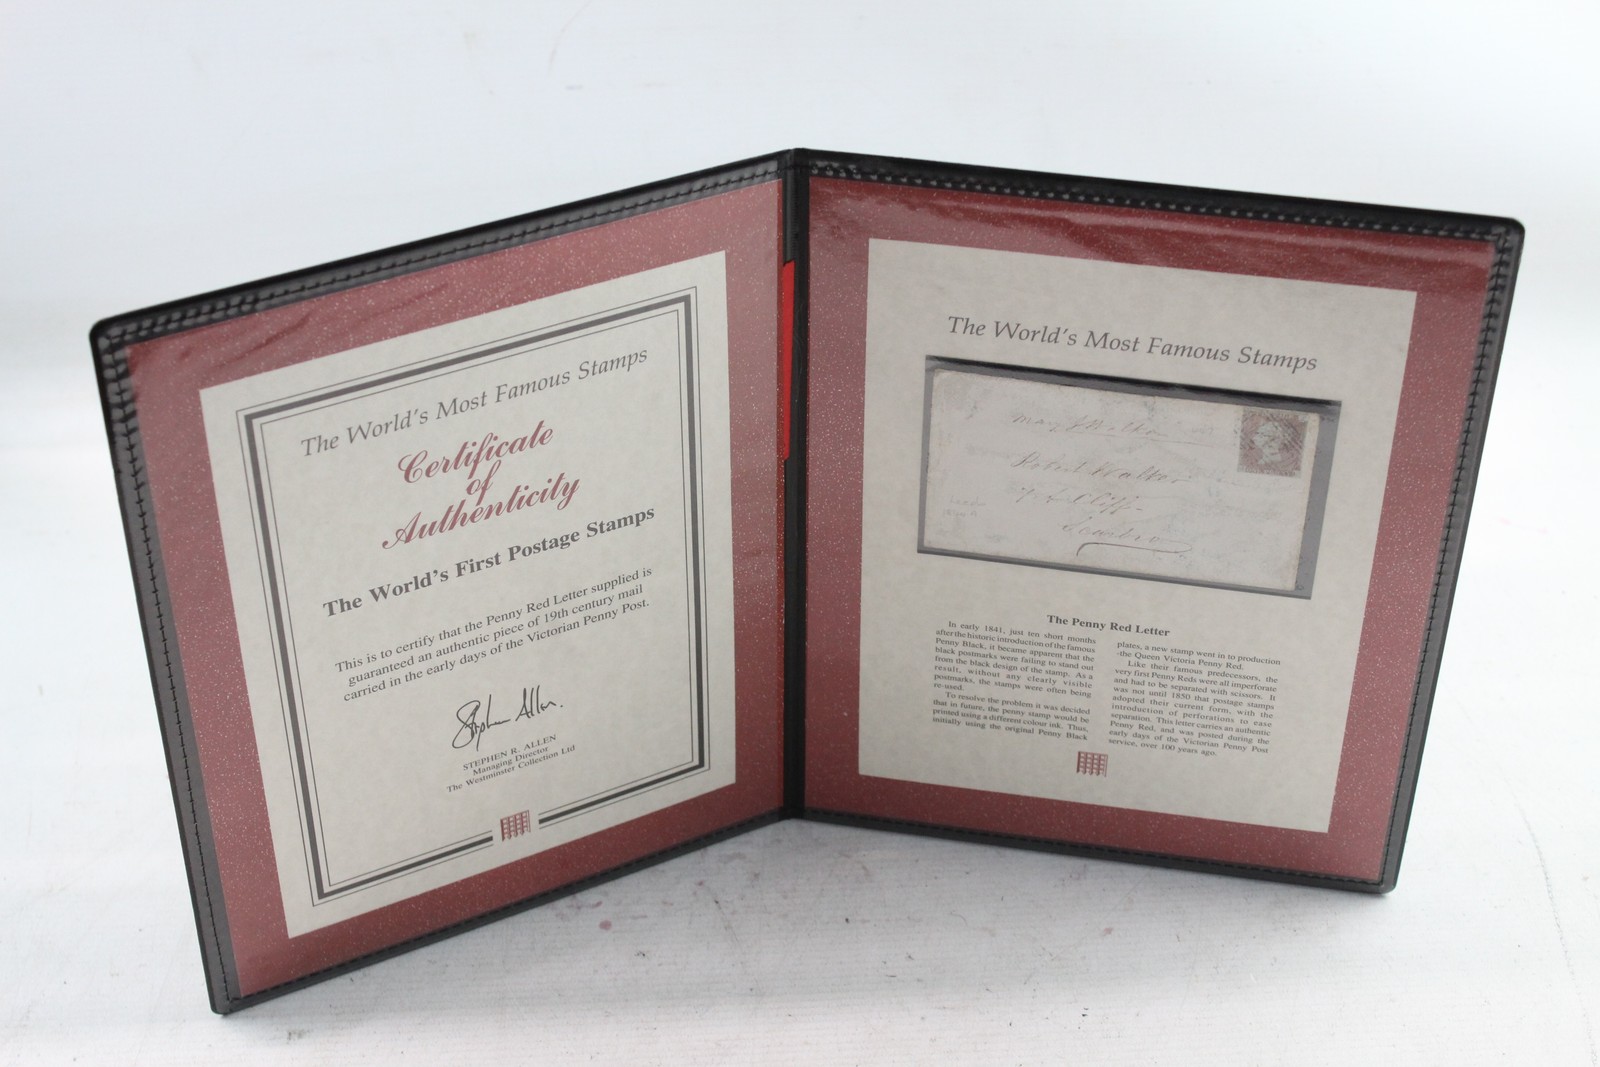 The World's Most Famous Stamps
Certificate
of
Authenticity
The World's First Postage Stamps
This is to certify that the Penny Red Letter supplied is
guaranteed an authentic piece of 19th century mail
carried in the early days of the Victorian Penny Post.
Stephen Allen.
STEPHEN R. ALLEN
Managing Director
The Westminster Collection Ltd
The World's Most Famous Stamps
Robert Walker
Cliff
The Penny Red Letter
In early 1841, just ten short months
after the historic introduction of the famous
Penny Black, it became apparent that the
black postmarks were failing to stand out
from the black design of the stamp. As a
result, without any clearly visible
postmarks, the stamps were often being
re-used.
To resolve the problem it was decided
that in future, the penny stamp would be
printed using a different colour ink. Thus,
initially using the original Penny Black
plates, a new stamp went in to production
-the Queen Victoria Penny Red.
Like their famous predecessors, the
very first Penny Reds were all imperforate
and had to be separated with scissors. It
was not until 1850 that postage stamps
adopted their current form, with the
introduction of perforations to ease
separation. This letter carries an authentic
Penny Red, and was posted during the
early days of the Victorian Penny Post
service, over 100 years ago.